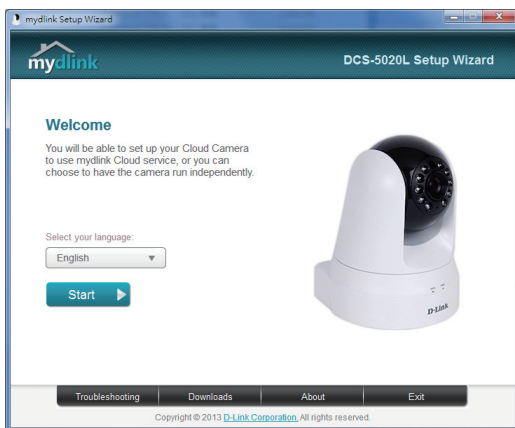 mydlink Setup Wizard
mydlink
DCS-5020L Setup Wizard
Welcome
You will be able to set up your Cloud Camera
to use mydlink Cloud service, or you can
choose to have the camera run independently.
Select your language:
English
Start
D-Link
Troubleshooting Downloads About Exit
Copyright © 2013 D-Link Corporation. All rights reserved.